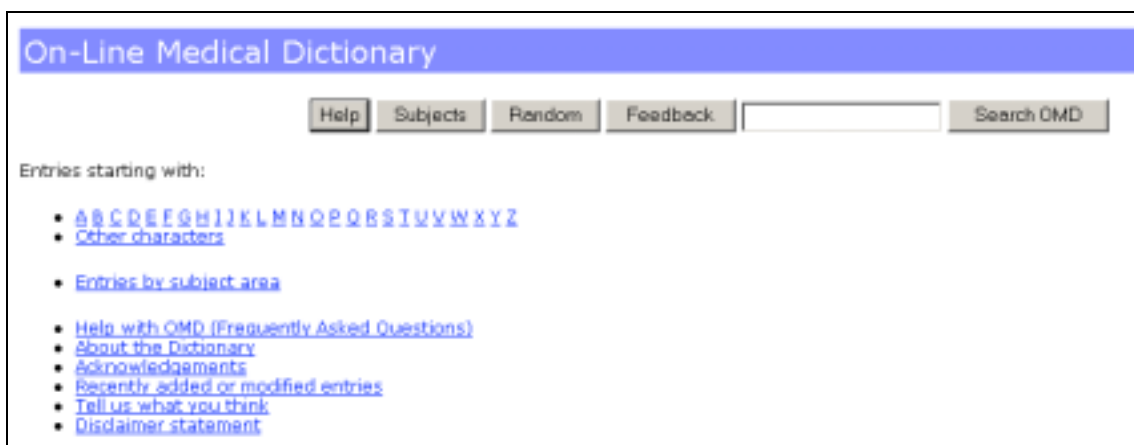 On-Line Medical Dictionary
Help Subjects Random Feedback Search OMD
Entries starting with:
A B C D E F G H I J K L M N O P Q R S T U V W X Y Z
Other characters
Entries by subject area
Help with OMD (Frequently Asked Questions)
About the Dictionary
Acknowledgements
Recently added or modified entries
Tell us what you think
Disclaimer statement